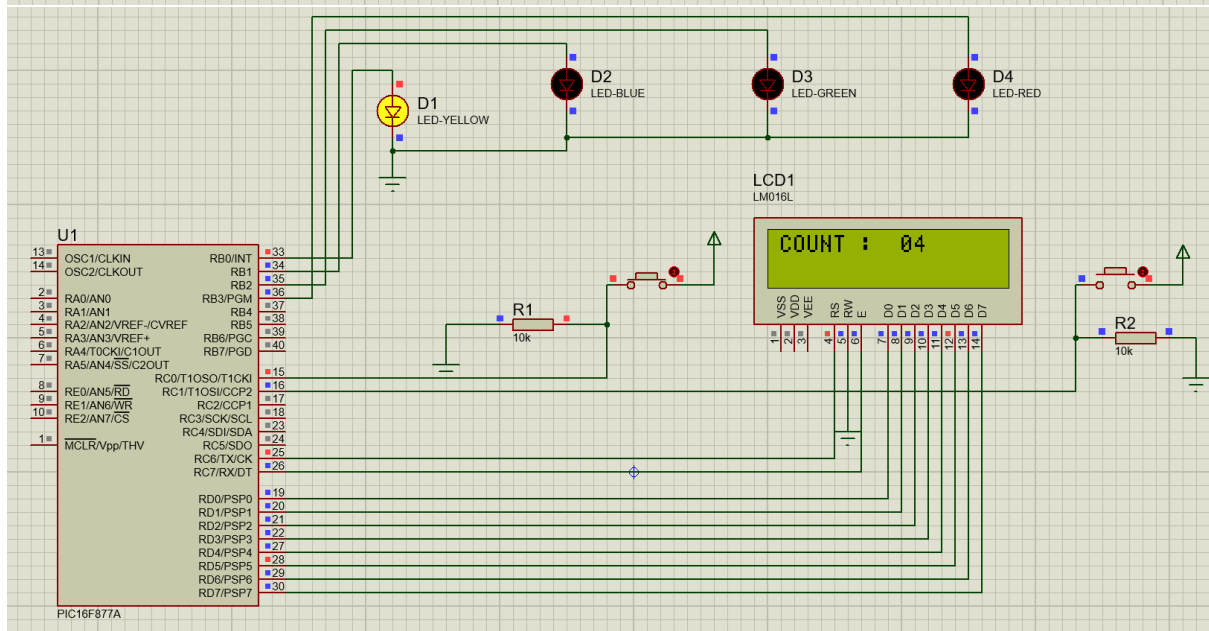 D1
LED-YELLOW
D2
LED-BLUE
D3
LED-GREEN
D4
LED-RED
LCD1
LM016L
COUNT : 04
VSS
VDD
VEE
RS
RW
E
D0
D1
D2
D3
D4
D5
D6
D7
1
2
3
4
5
6
7
8
9
10
11
12
13
14
R1
10k
R2
10k
U1
13 OSC1/CLKIN
14 OSC2/CLKOUT
2 RA0/AN0
3 RA1/AN1
4 RA2/AN2/VREF-/CVREF
5 RA3/AN3/VREF+
6 RA4/T0CKI/C1OUT
7 RA5/AN4/SS/C2OUT
8 RE0/AN5/RD
9 RE1/AN6/WR
10 RE2/AN7/CS
1 MCLR/Vpp/THV
RB0/INT 33
RB1 34
RB2 35
RB3/PGM 36
RB4 37
RB5 38
RB6/PGC 39
RB7/PGD 40
RC0/T1OSO/T1CKI 15
RC1/T1OSI/CCP2 16
RC2/CCP1 17
RC3/SCK/SCL 18
RC4/SDI/SDA 23
RC5/SDO 24
RC6/TX/CK 25
RC7/RX/DT 26
RD0/PSP0 19
RD1/PSP1 20
RD2/PSP2 21
RD3/PSP3 22
RD4/PSP4 27
RD5/PSP5 28
RD6/PSP6 29
RD7/PSP7 30
PIC16F877A